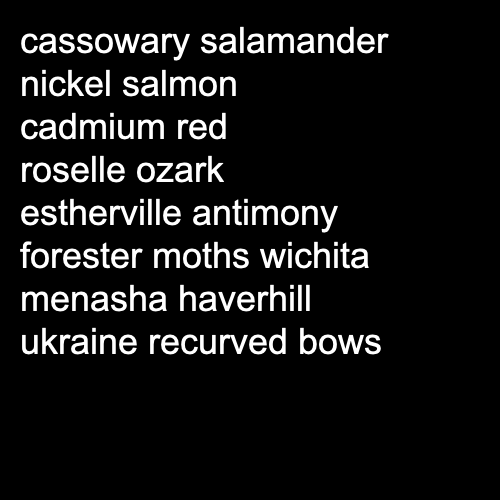 cassowary salamander
nickel salmon
cadmium red
roselle ozark
estherville antimony
forester moths wichita
menasha haverhill
ukraine recurved bows